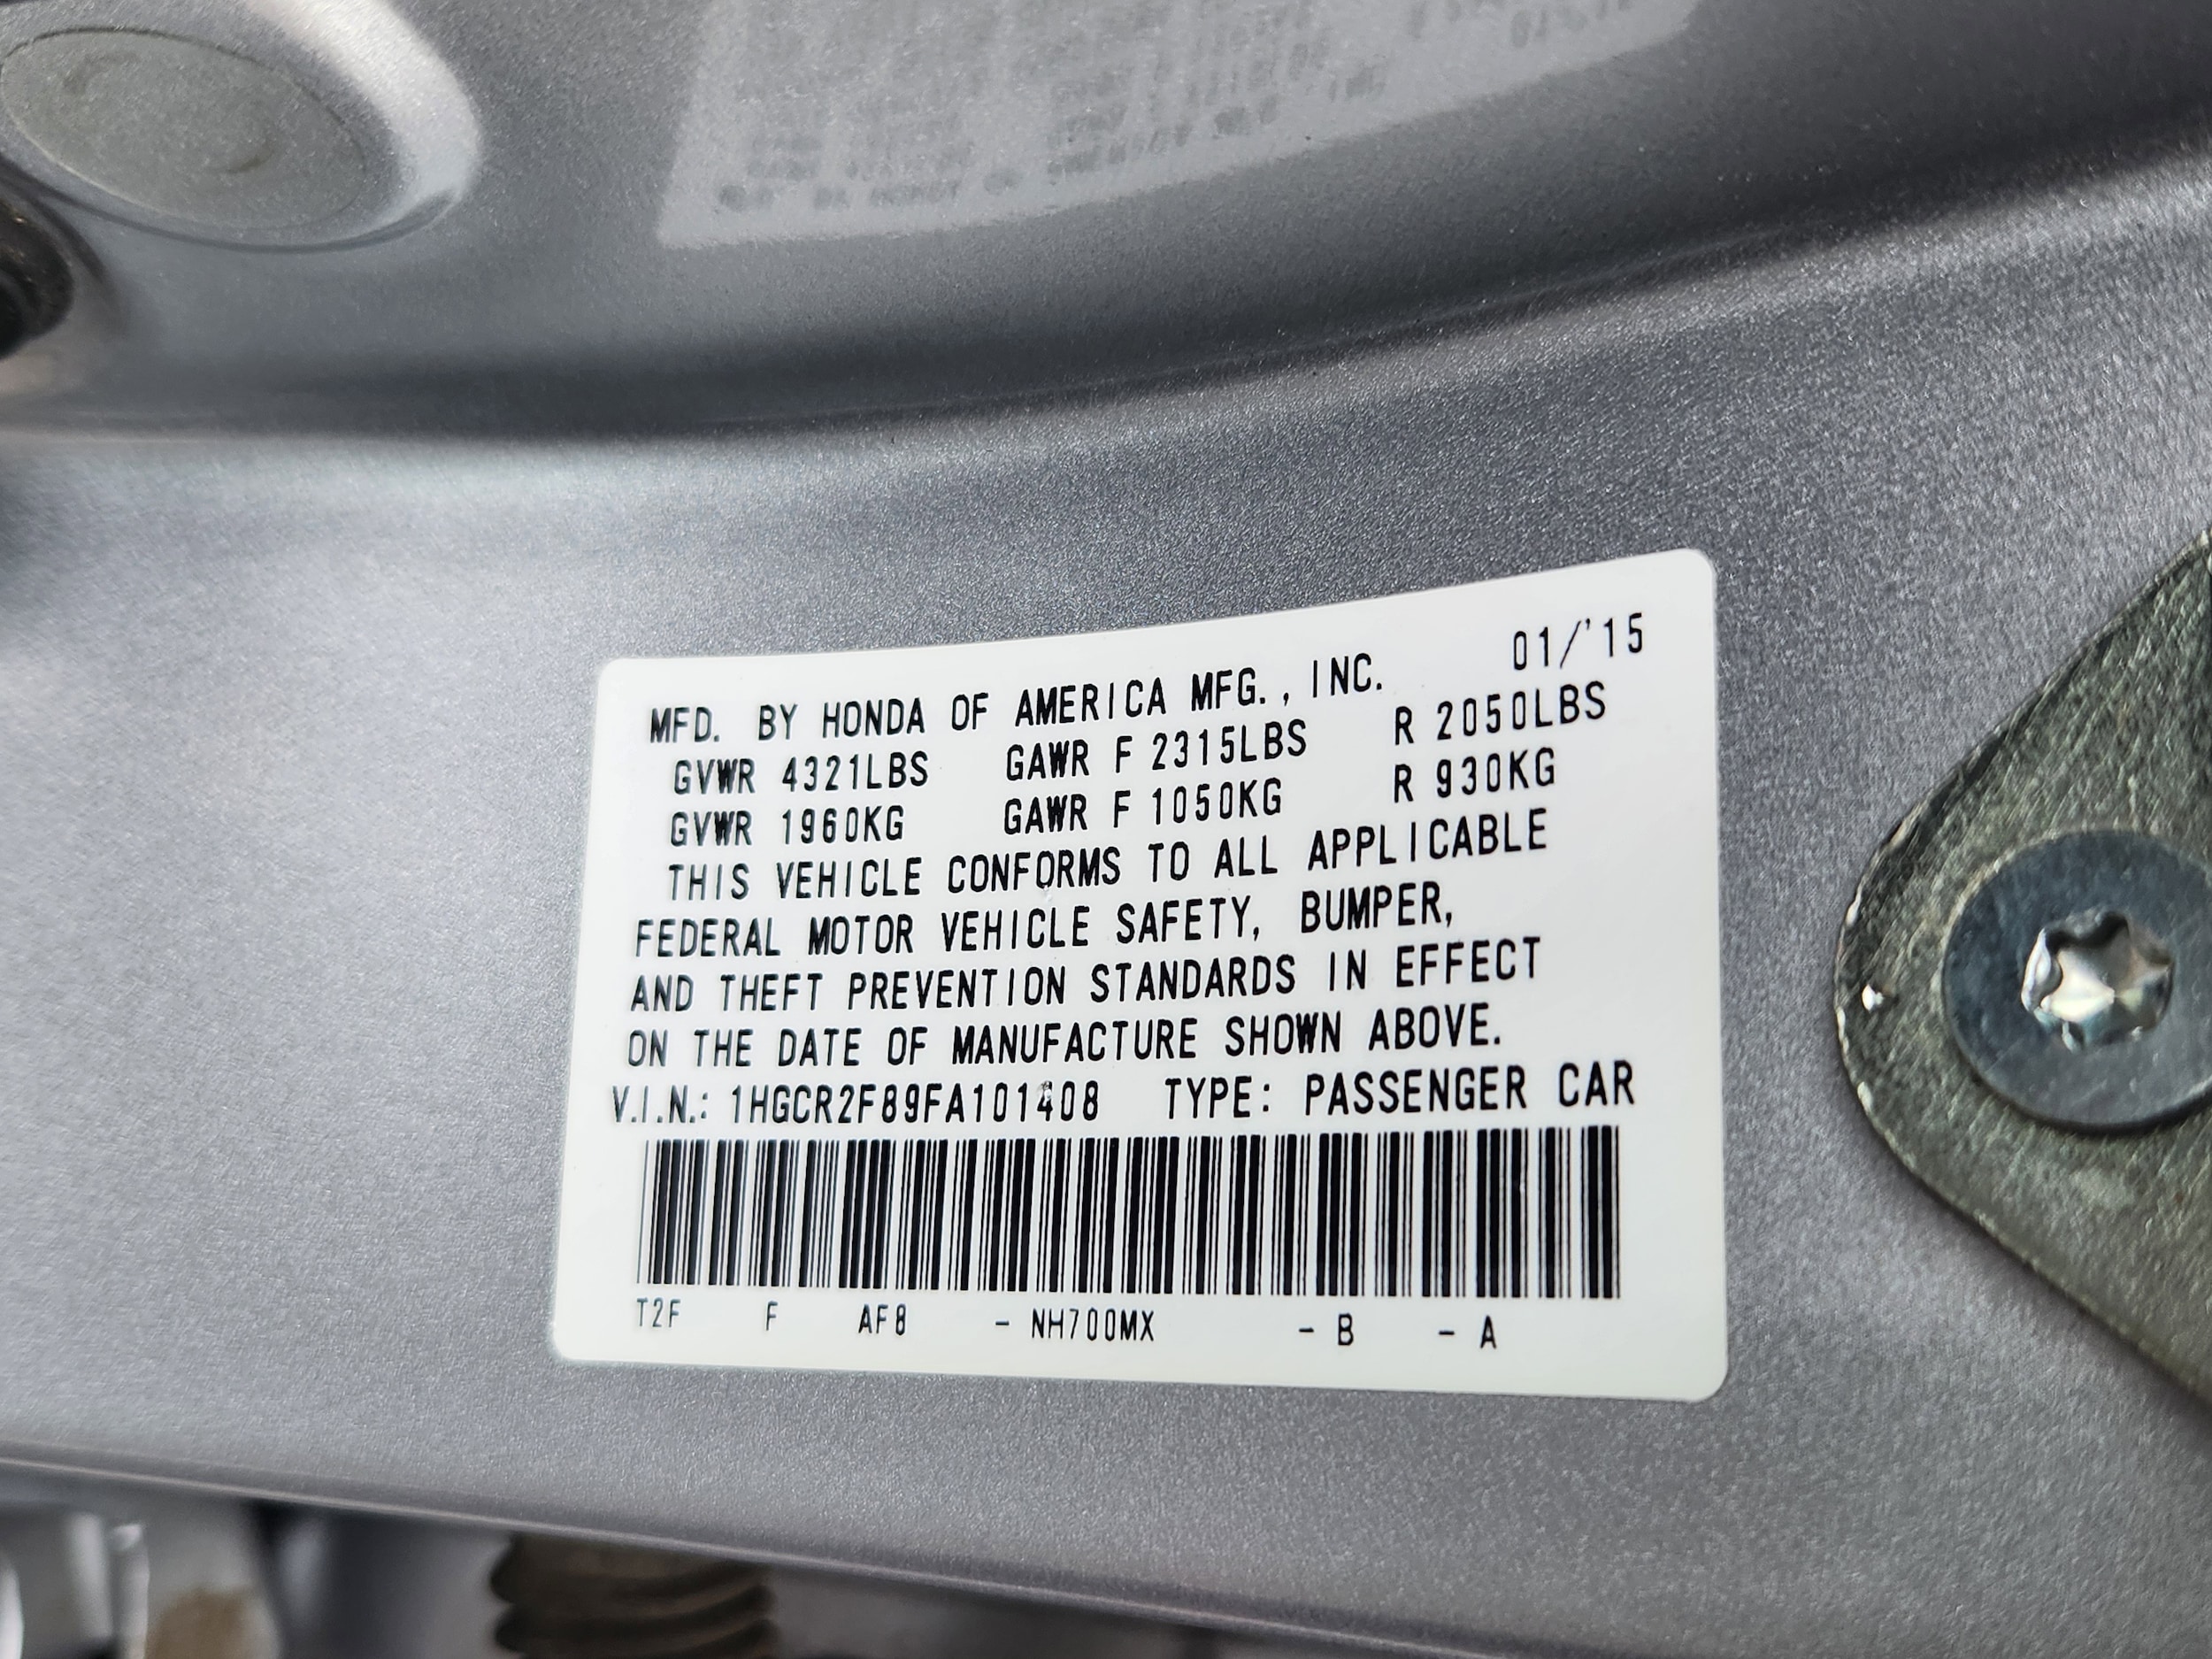 MFD. BY HONDA OF AMERICA MFG., INC. 01/'15
GVWR 4321LBS GAWR F 2315LBS R 2050LBS
GVWR 1960KG GAWR F 1050KG R 930KG
THIS VEHICLE CONFORMS TO ALL APPLICABLE
FEDERAL MOTOR VEHICLE SAFETY, BUMPER,
AND THEFT PREVENTION STANDARDS IN EFFECT
ON THE DATE OF MANUFACTURE SHOWN ABOVE.
V.I.N.: 1HGCR2F89FA101408 TYPE: PASSENGER CAR
T2F F AF8 - NH700MX - B - A